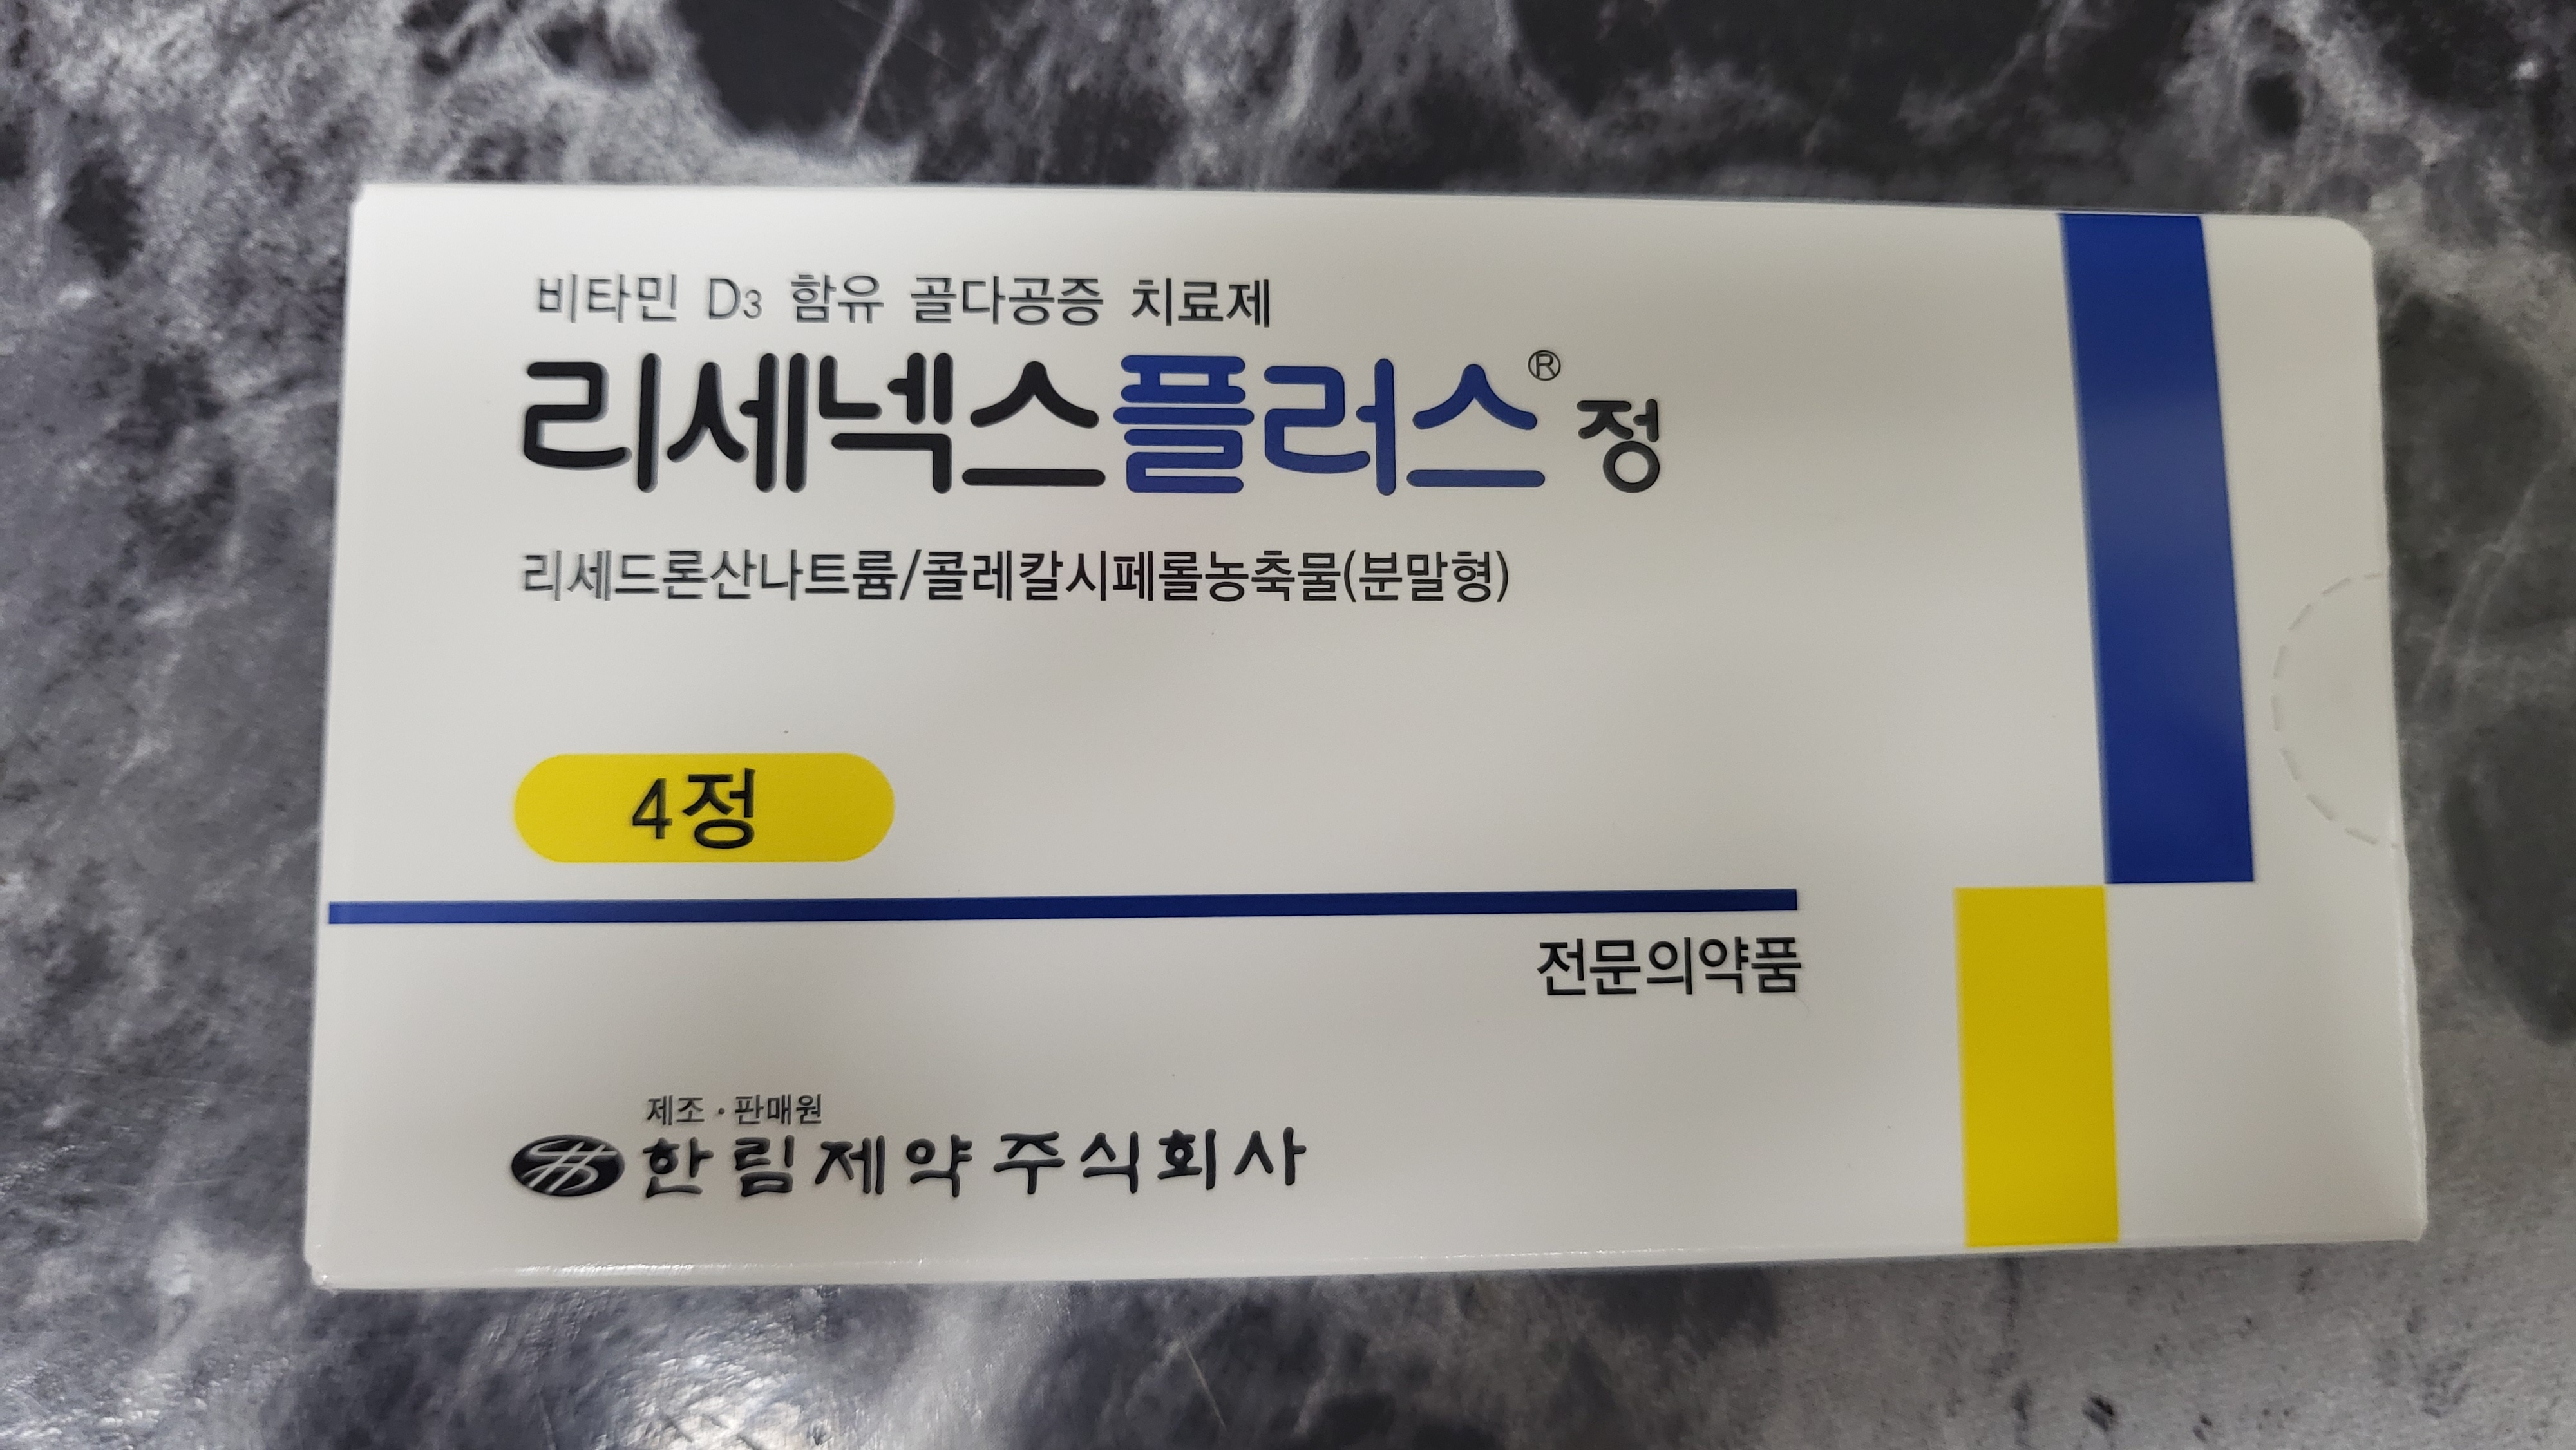 비타민 D3 함유 골다공증 치료제
리세넥스플러스® 정
리세드론산나트륨/콜레칼시페롤농축물(분말형)
4정
전문의약품
제조·판매원
한림제약주식회사